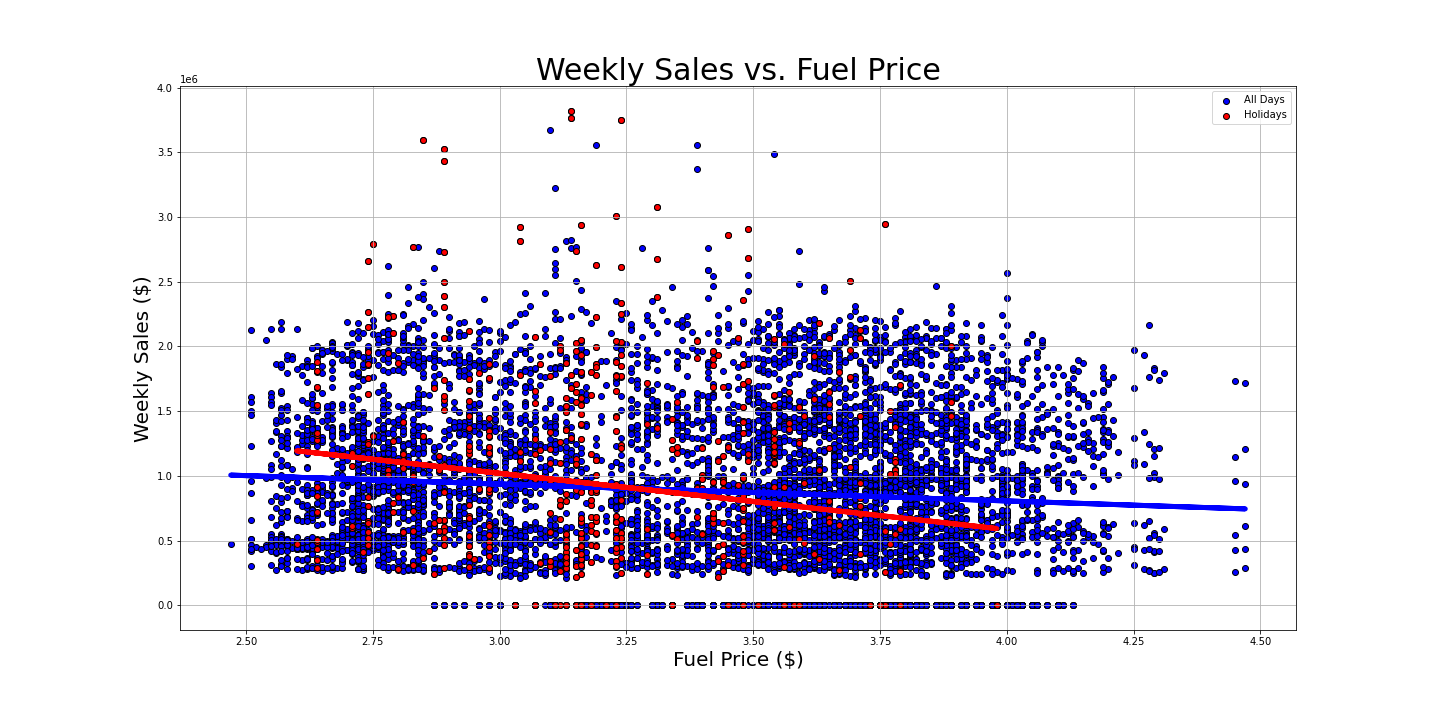 Weekly Sales vs. Fuel Price
1e6
4.0
3.5
3.0
2.5
2.0
1.5
1.0
0.5
0.0
Weekly Sales ($)
All Days
Holidays
2.50 2.75 3.00 3.25 3.50 3.75 4.00 4.25 4.50
Fuel Price ($)